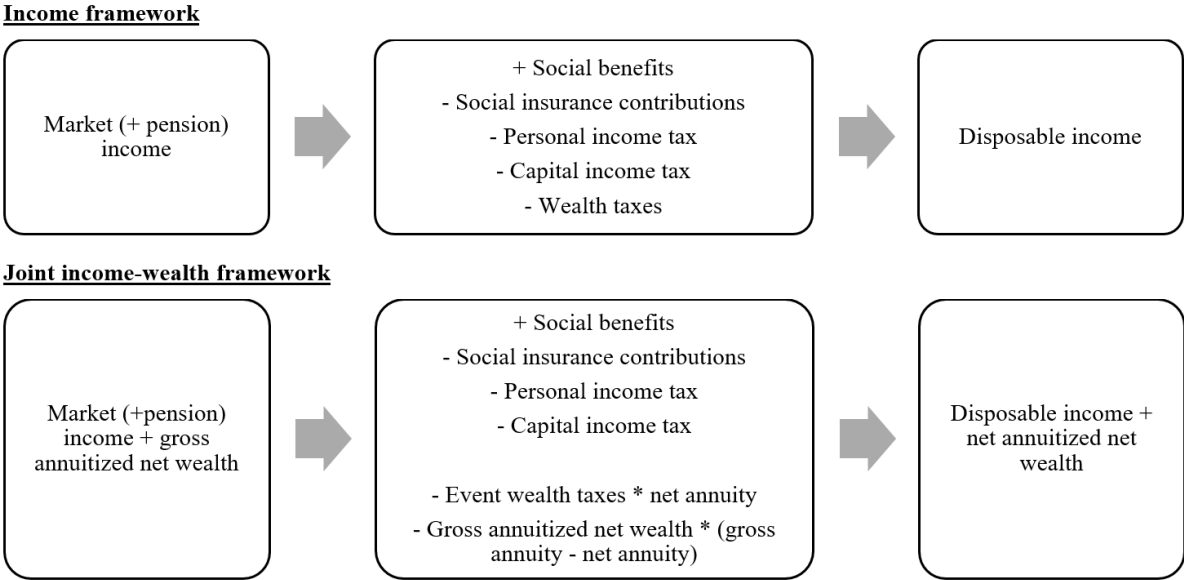 Income framework
Market (+ pension)
income
+ Social benefits
- Social insurance contributions
- Personal income tax
- Capital income tax
- Wealth taxes
Disposable income
Joint income-wealth framework
Market (+pension)
income + gross
annuitized net wealth
+ Social benefits
- Social insurance contributions
- Personal income tax
- Capital income tax
- Event wealth taxes * net annuity
- Gross annuitized net wealth * (gross
annuity - net annuity)
Disposable income +
net annuitized net
wealth